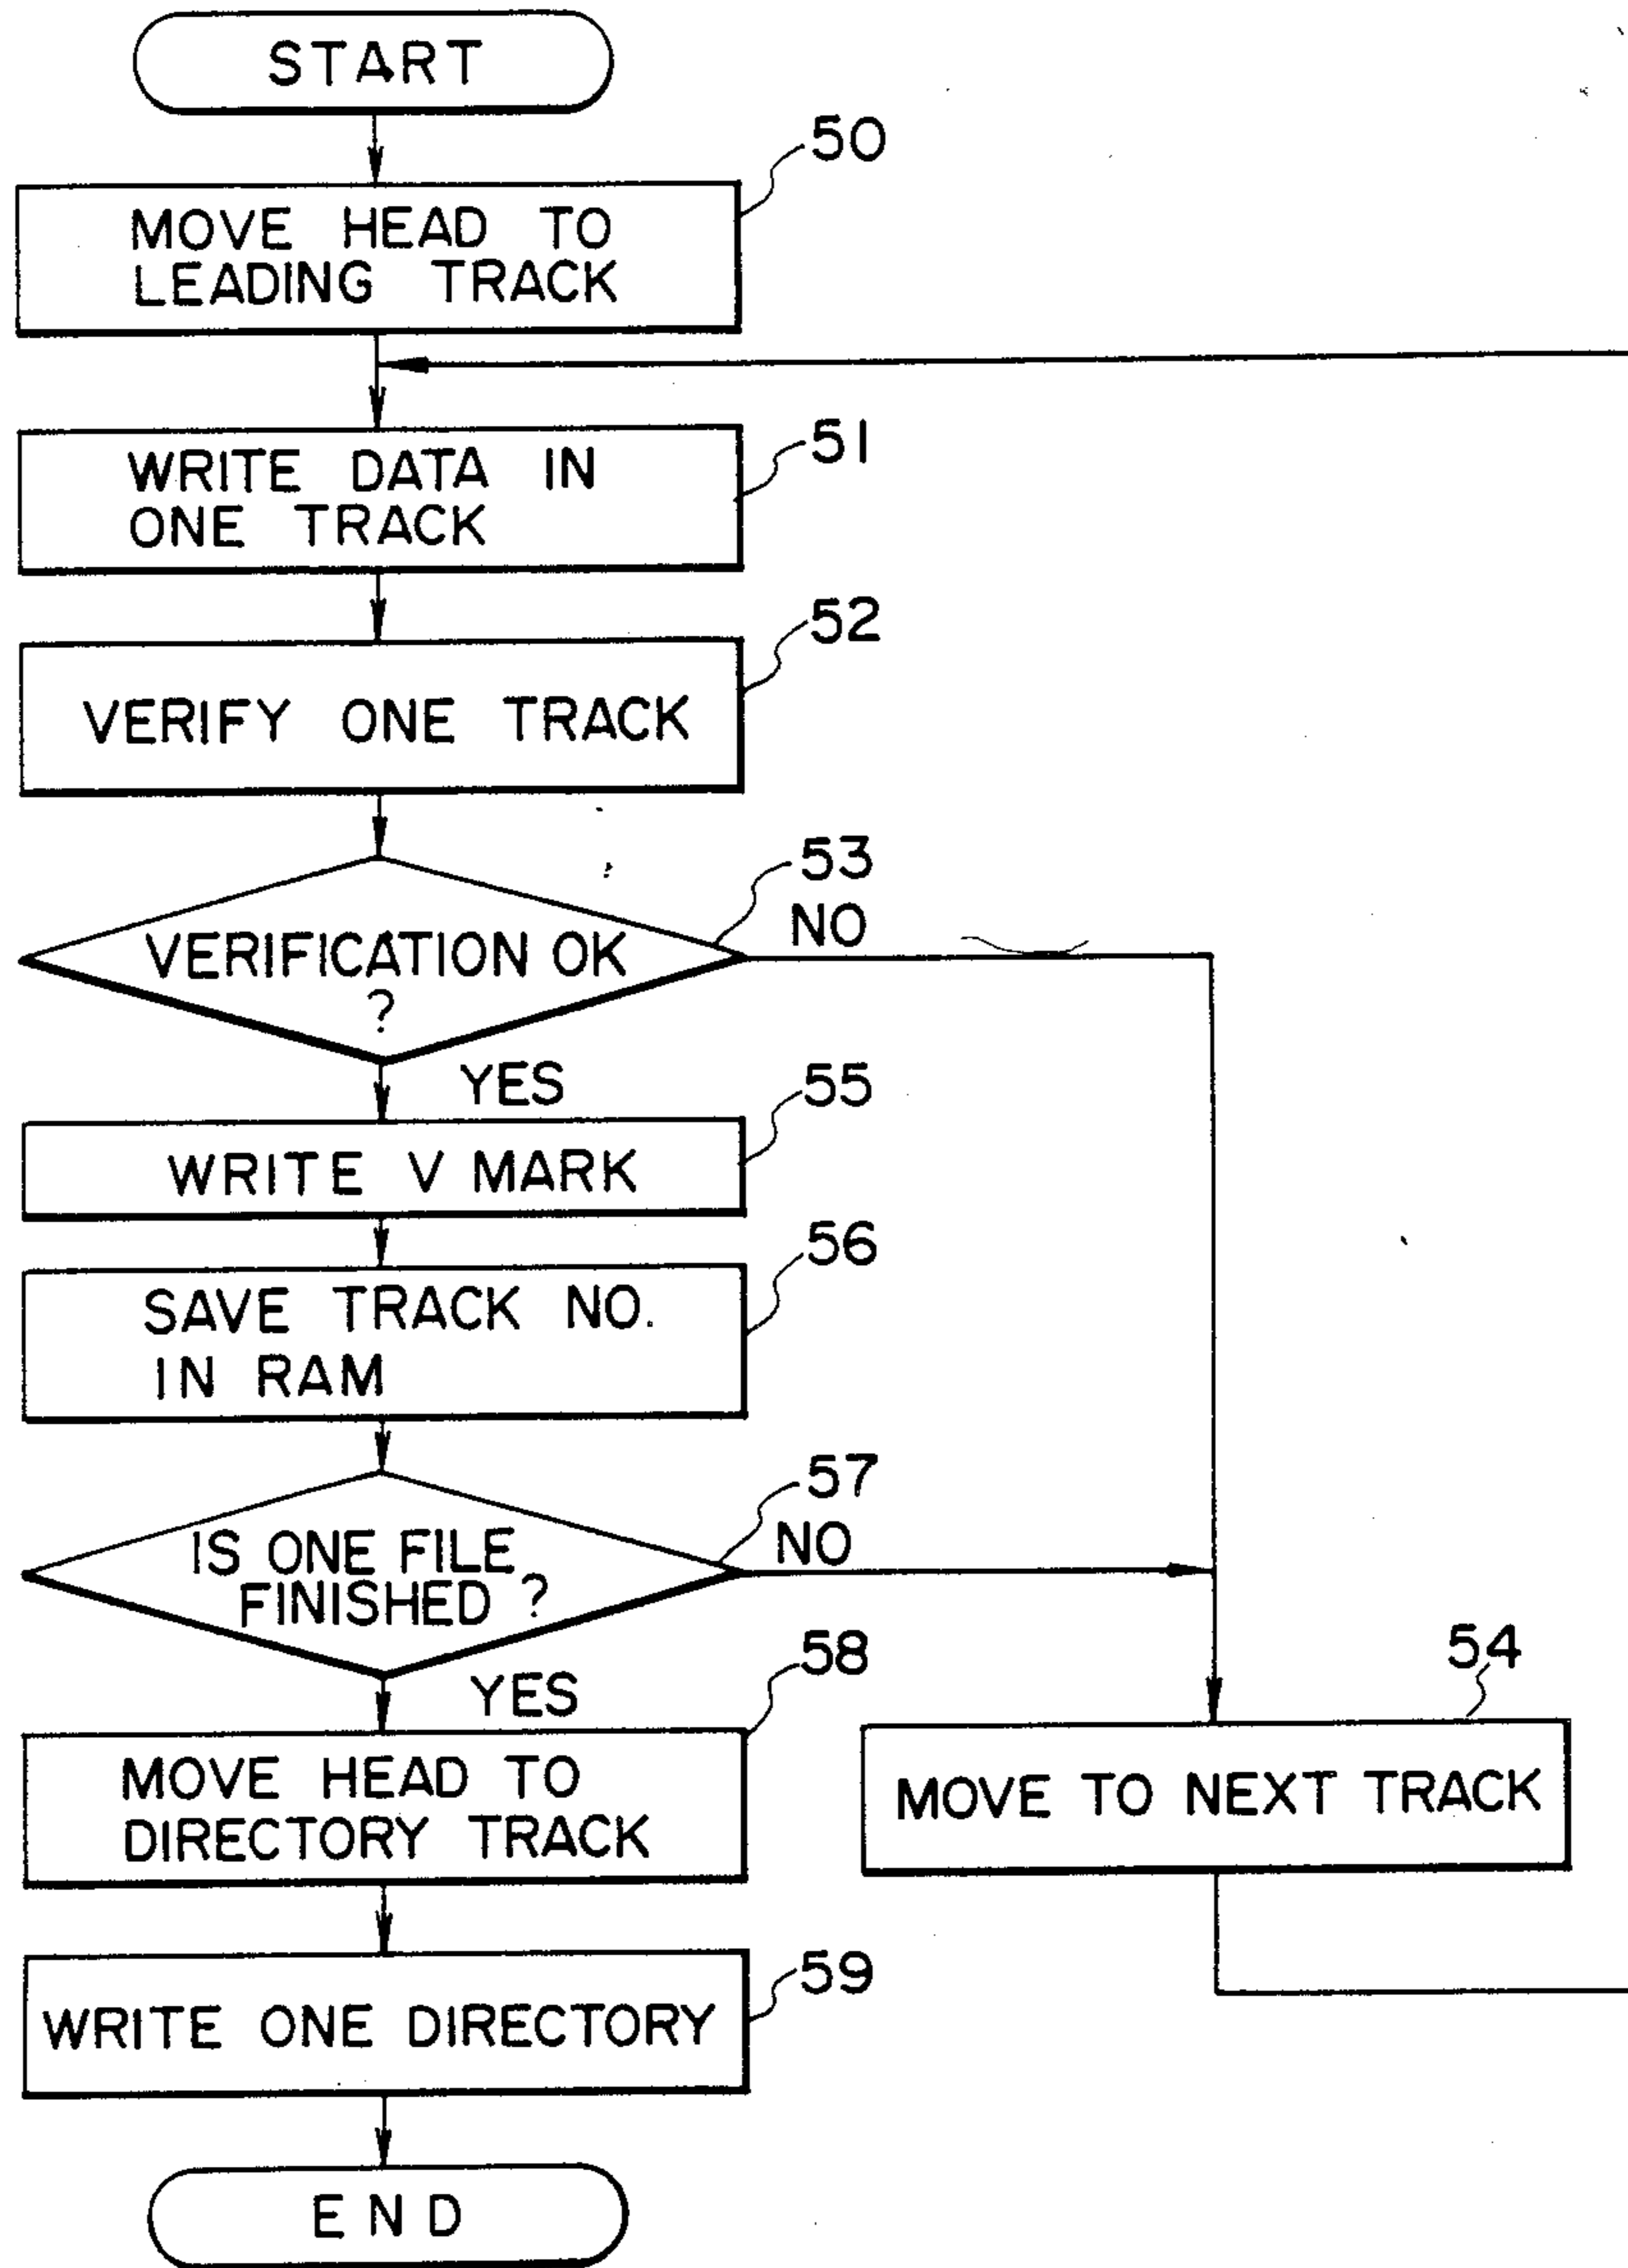 START
50
MOVE HEAD TO
LEADING TRACK
51
WRITE DATA IN
ONE TRACK
52
VERIFY ONE TRACK
53
VERIFICATION OK
?
NO
YES
55
WRITE V MARK
56
SAVE TRACK NO.
IN RAM
57
IS ONE FILE
FINISHED ?
NO
YES
58
MOVE HEAD TO
DIRECTORY TRACK
54
MOVE TO NEXT TRACK
59
WRITE ONE DIRECTORY
END